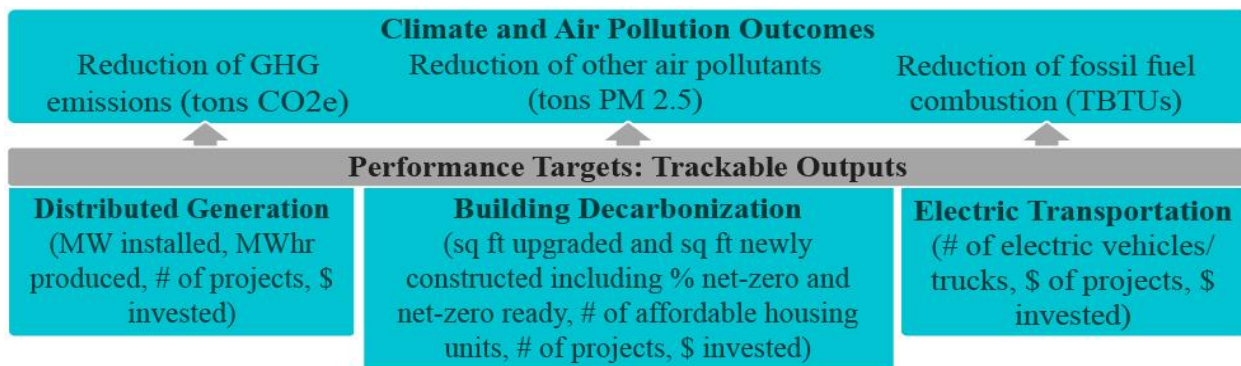 Climate and Air Pollution Outcomes
Reduction of GHG
emissions (tons CO2e)
Reduction of other air pollutants
(tons PM 2.5)
Reduction of fossil fuel
combustion (TBTUs)
Performance Targets: Trackable Outputs
Distributed Generation
(MW installed, MWhr
produced, # of projects, $
invested)
Building Decarbonization
(sq ft upgraded and sq ft newly
constructed including % net-zero and
net-zero ready, # of affordable housing
units, # of projects, $ invested)
Electric Transportation
(# of electric vehicles/
trucks, $ of projects, $
invested)